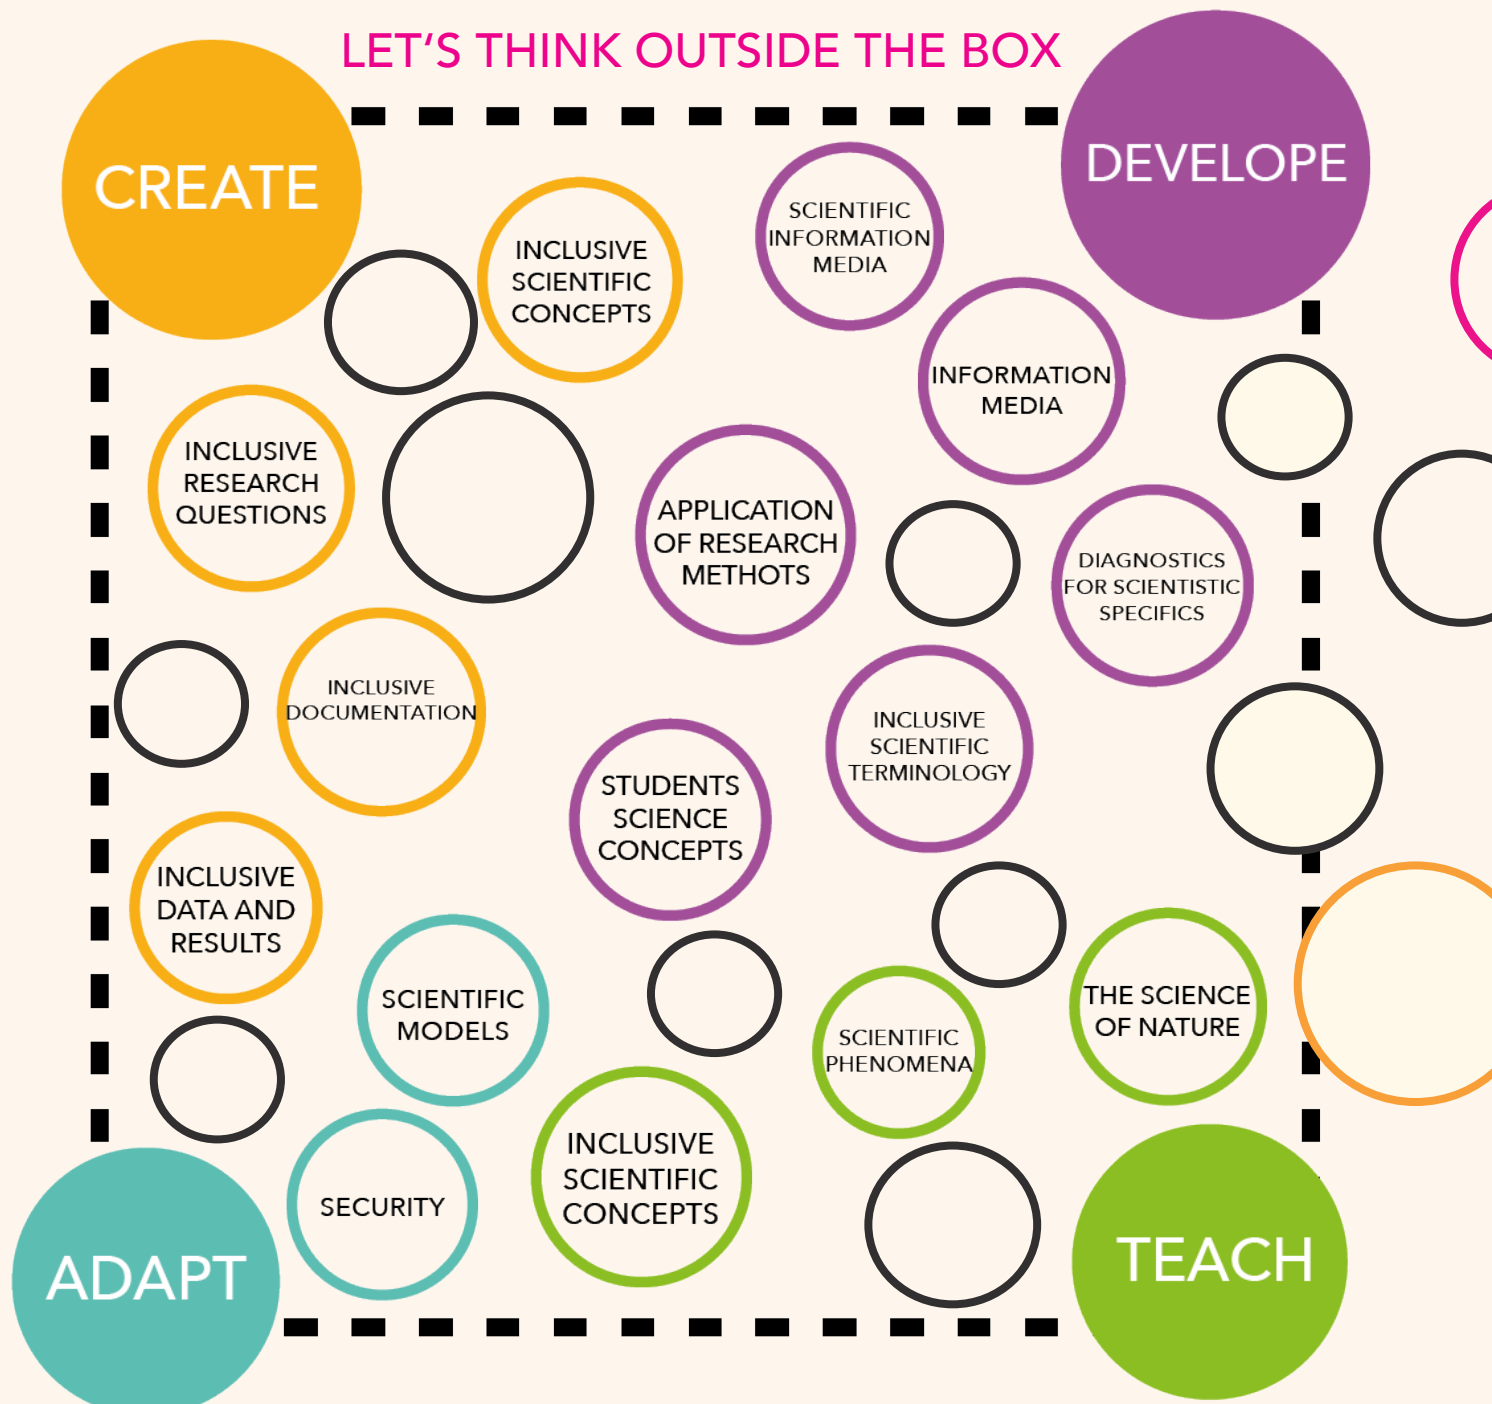 LET'S THINK OUTSIDE THE BOX
CREATE
DEVELOPE
INCLUSIVE
SCIENTIFIC
CONCEPTS
SCIENTIFIC
INFORMATION
MEDIA
INFORMATION
MEDIA
INCLUSIVE
RESEARCH
QUESTIONS
APPLICATION
OF RESEARCH
METHOTS
DIAGNOSTICS
FOR SCIENTISTIC
SPECIFICS
INCLUSIVE
DOCUMENTATION
INCLUSIVE
SCIENTIFIC
TERMINOLOGY
STUDENTS
SCIENCE
CONCEPTS
INCLUSIVE
DATA AND
RESULTS
SCIENTIFIC
MODELS
SCIENTIFIC
PHENOMENA
THE SCIENCE
OF NATURE
SECURITY
INCLUSIVE
SCIENTIFIC
CONCEPTS
ADAPT
TEACH